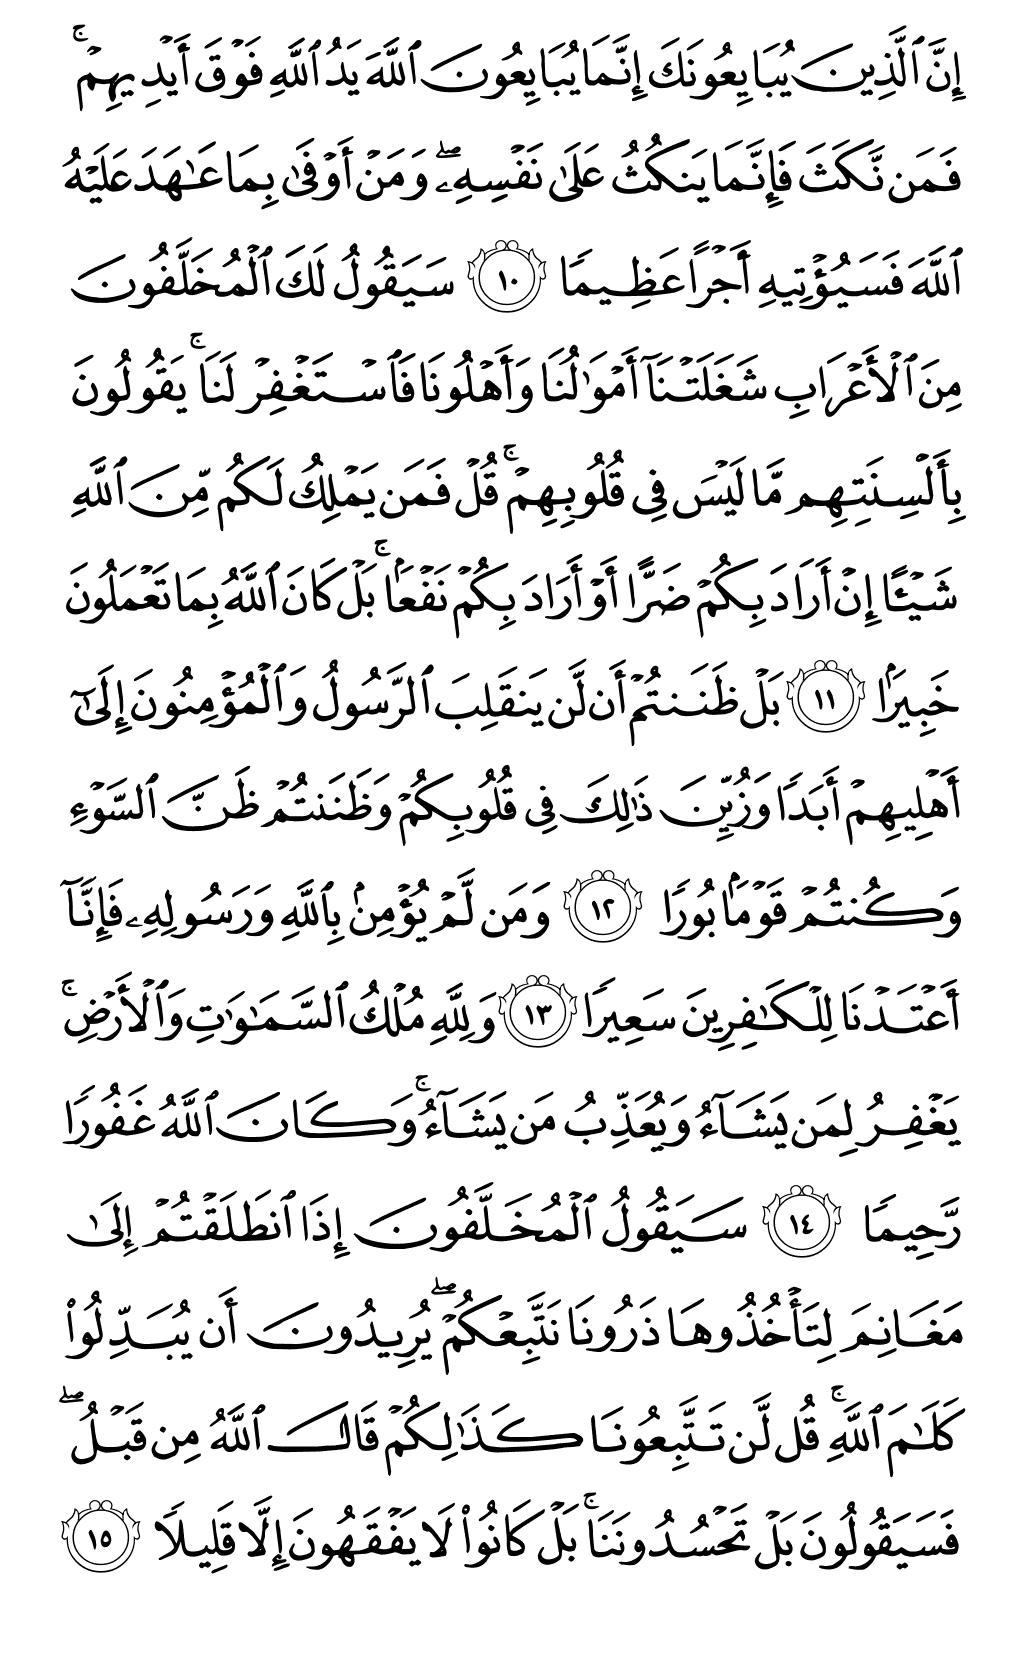 إِنَّ ٱلَّذِينَ يُبَايِعُونَكَ إِنَّمَا يُبَايِعُونَ ٱللَّهَ يَدُ ٱللَّهِ فَوْقَ أَيْدِيهِمْ ۚ
فَمَن نَّكَثَ فَإِنَّمَا يَنكُثُ عَلَىٰ نَفْسِهِۦ ۖ وَمَنْ أَوْفَىٰ بِمَا عَـٰهَدَ عَلَيْهُ
ٱللَّهَ فَسَيُؤْتِيهِ أَجْرًا عَظِيمًا ١٠ سَيَقُولُ لَكَ ٱلْمُخَلَّفُونَ
مِنَ ٱلْأَعْرَابِ شَغَلَتْنَآ أَمْوَٰلُنَا وَأَهْلُونَا فَٱسْتَغْفِرْ لَنَا ۚ يَقُولُونَ
بِأَلْسِنَتِهِم مَّا لَيْسَ فِى قُلُوبِهِمْ ۚ قُلْ فَمَن يَمْلِكُ لَكُم مِّنَ ٱللَّهِ
شَيْـًٔا إِنْ أَرَادَ بِكُمْ ضَرًّا أَوْ أَرَادَ بِكُمْ نَفْعًۢا ۚ بَلْ كَانَ ٱللَّهُ بِمَا تَعْمَلُونَ
خَبِيرًۢا ١١ بَلْ ظَنَنتُمْ أَن لَّن يَنقَلِبَ ٱلرَّسُولُ وَٱلْمُؤْمِنُونَ إِلَىٰٓ
أَهْلِيهِمْ أَبَدًا وَزُيِّنَ ذَٰلِكَ فِى قُلُوبِكُمْ وَظَنَنتُمْ ظَنَّ ٱلسَّوْءِ
وَكُنتُمْ قَوْمًۢا بُورًا ١٢ وَمَن لَّمْ يُؤْمِنۢ بِٱللَّهِ وَرَسُولِهِۦ فَإِنَّآ
أَعْتَدْنَا لِلْكَـٰفِرِينَ سَعِيرًا ١٣ وَلِلَّهِ مُلْكُ ٱلسَّمَـٰوَٰتِ وَٱلْأَرْضِ ۚ
يَغْفِرُ لِمَن يَشَآءُ وَيُعَذِّبُ مَن يَشَآءُ ۚ وَكَانَ ٱللَّهُ غَفُورًا
رَّحِيمًا ١٤ سَيَقُولُ ٱلْمُخَلَّفُونَ إِذَا ٱنطَلَقْتُمْ إِلَىٰ
مَغَانِمَ لِتَأْخُذُوهَا ذَرُونَا نَتَّبِعْكُمْ ۖ يُرِيدُونَ أَن يُبَدِّلُوا۟
كَلَـٰمَ ٱللَّهِ ۚ قُل لَّن تَتَّبِعُونَا كَذَٰلِكُمْ قَالَ ٱللَّهُ مِن قَبْلُ ۖ
فَسَيَقُولُونَ بَلْ تَحْسُدُونَنَا ۚ بَلْ كَانُوا۟ لَا يَفْقَهُونَ إِلَّا قَلِيلًا ١٥